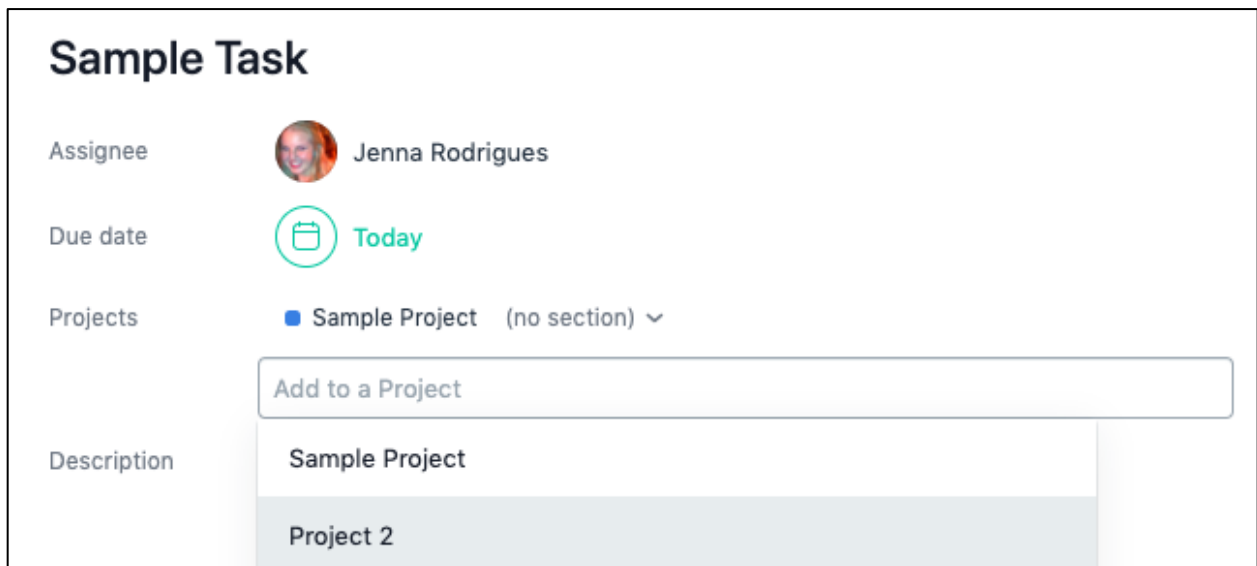 Sample Task
Assignee Jenna Rodrigues
Due date Today
Projects Sample Project (no section)
Add to a Project
Description
Sample Project
Project 2